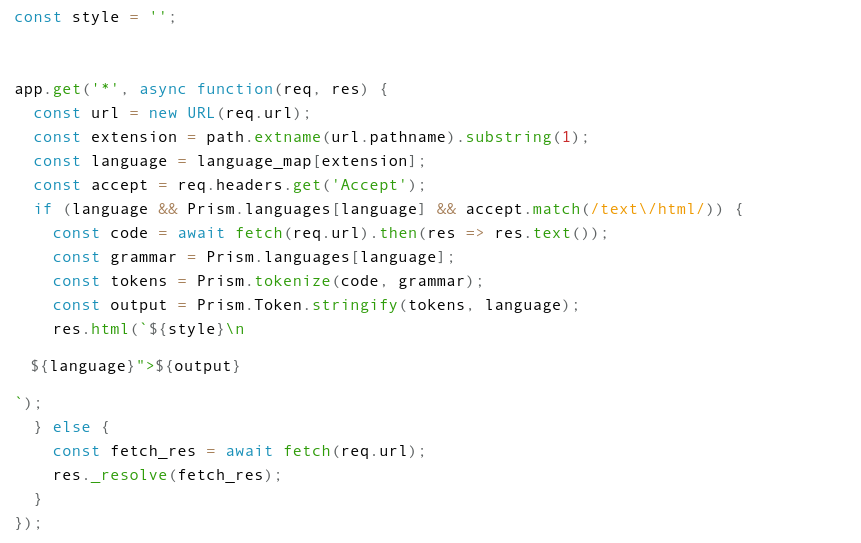 const style = '';
app.get('*', async function(req, res) {
  const url = new URL(req.url);
  const extension = path.extname(url.pathname).substring(1);
  const language = language_map[extension];
  const accept = req.headers.get('Accept');
  if (language && Prism.languages[language] && accept.match(/text\/html/)) {
    const code = await fetch(req.url).then(res => res.text());
    const grammar = Prism.languages[language];
    const tokens = Prism.tokenize(code, grammar);
    const output = Prism.Token.stringify(tokens, language);
    res.html(`${style}\n
  ${language}">${output}
`);
  } else {
    const fetch_res = await fetch(req.url);
    res._resolve(fetch_res);
  }
});